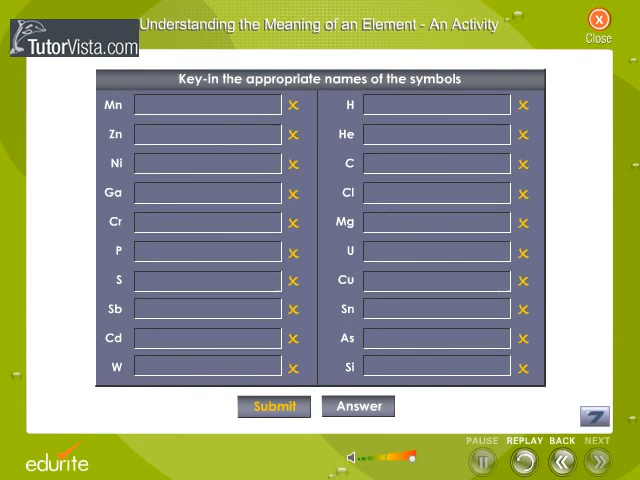 Understanding the Meaning of an Element - An Activity
Close
TutorVista.com
Key-in the appropriate names of the symbols
Mn x H x
Zn x He x
Ni x C x
Ga x Cl x
Cr x Mg x
P x U x
S x Cu x
Sb x Sn x
Cd x As x
W x Si x
Submit Answer
PAUSE REPLAY BACK NEXT
edurite